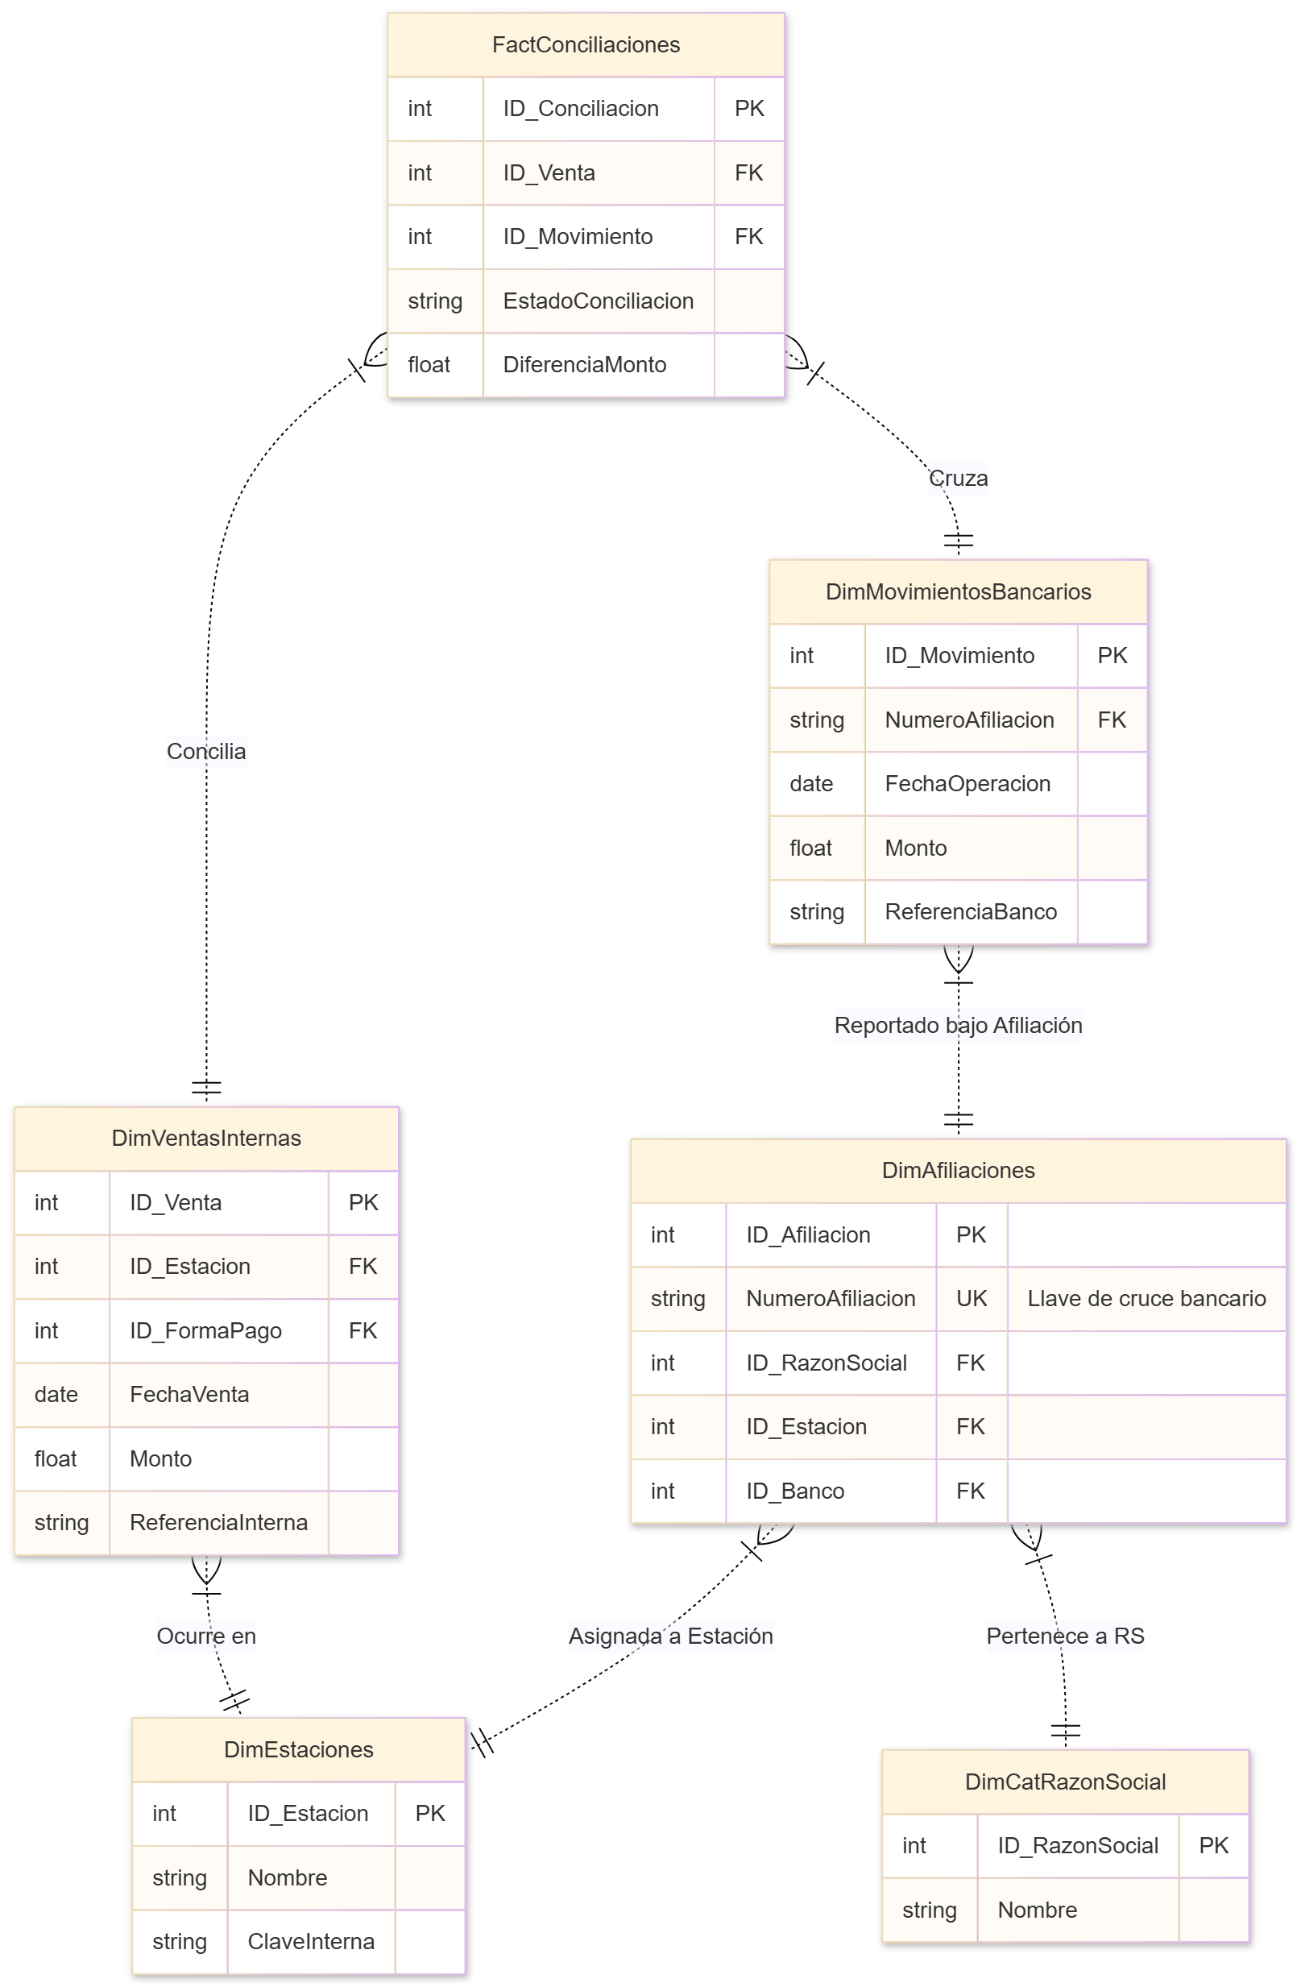 FactConciliaciones
int ID_Conciliacion PK
int ID_Venta FK
int ID_Movimiento FK
string EstadoConciliacion
float DiferenciaMonto
Cruza
DimMovimientosBancarios
int ID_Movimiento PK
string NumeroAfiliacion FK
date FechaOperacion
float Monto
string ReferenciaBanco
Concilia
Reportado bajo Afiliación
DimVentasInternas
int ID_Venta PK
int ID_Estacion FK
int ID_FormaPago FK
date FechaVenta
float Monto
string ReferenciaInterna
DimAfiliaciones
int ID_Afiliacion PK
string NumeroAfiliacion UK Llave de cruce bancario
int ID_RazonSocial FK
int ID_Estacion FK
int ID_Banco FK
Ocurre en
Asignada a Estación
Pertenece a RS
DimEstaciones
int ID_Estacion PK
string Nombre
string ClaveInterna
DimCatRazonSocial
int ID_RazonSocial PK
string Nombre